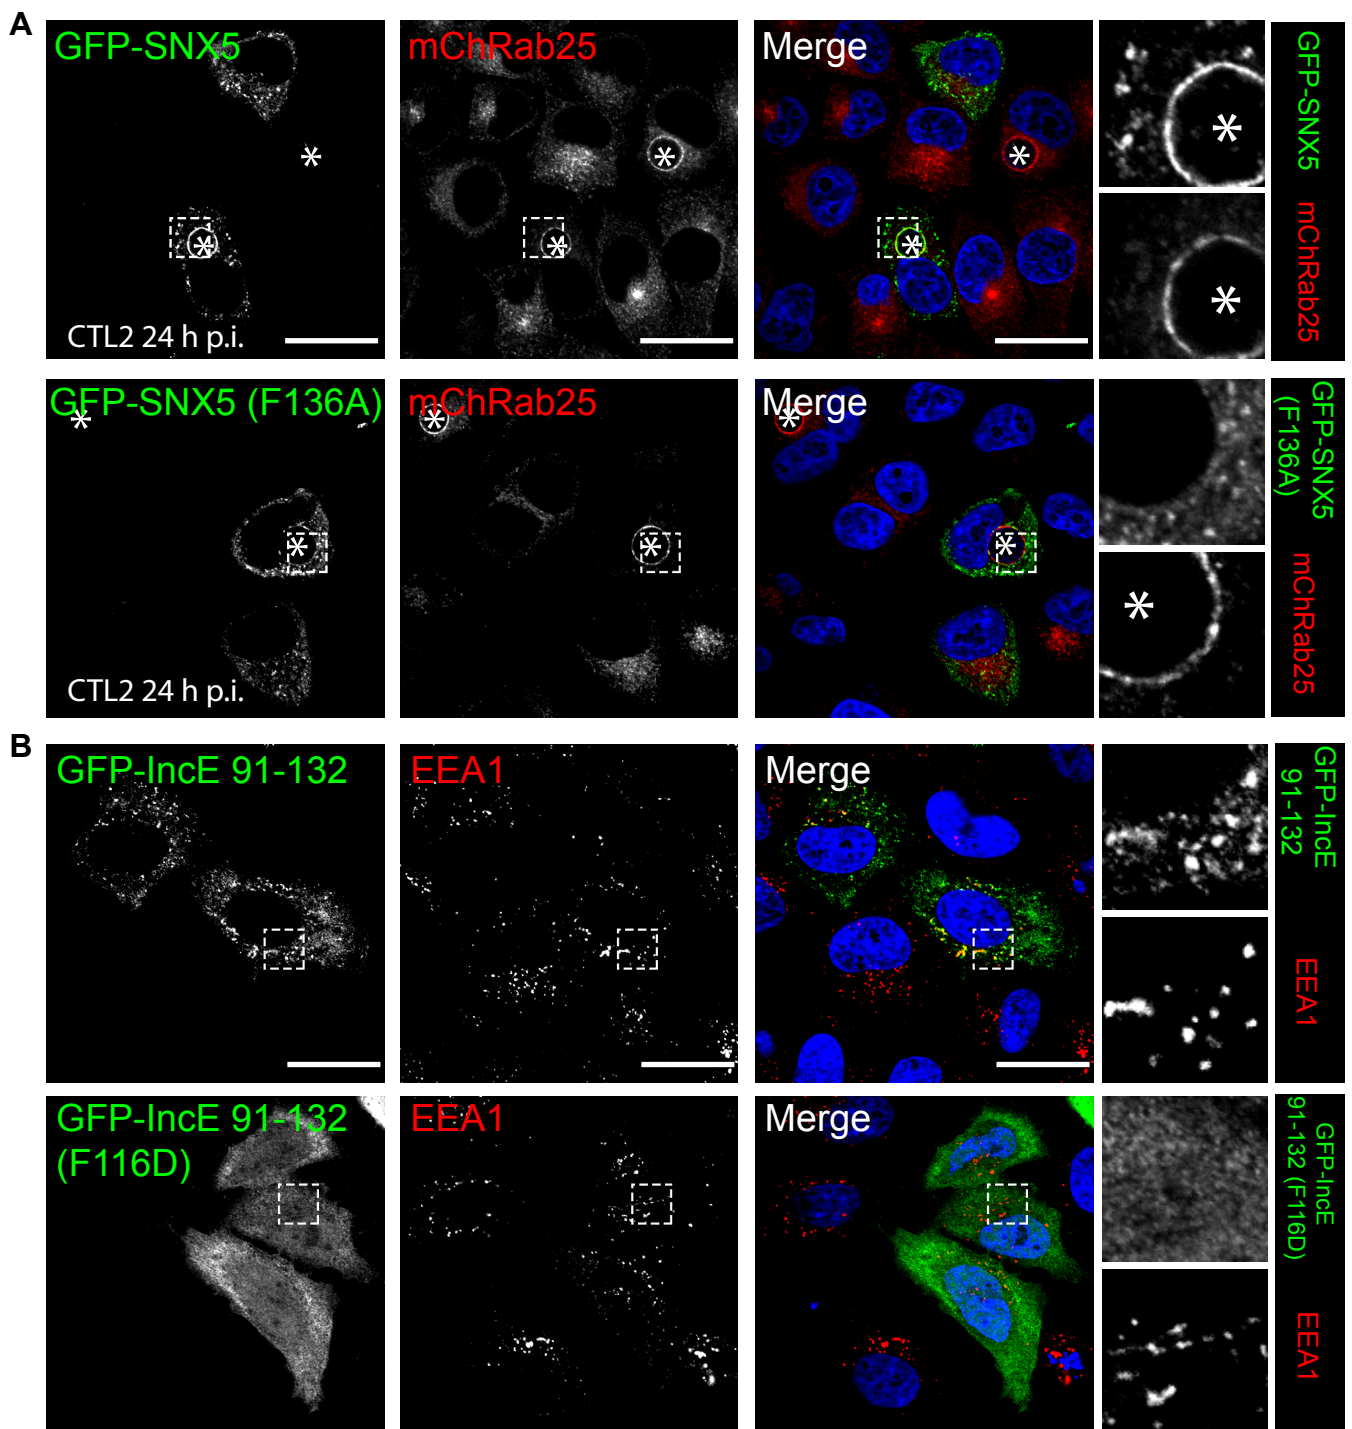 A
GFP-SNX5
mChRab25
Merge
*
*
*
*
*
*
CTL2 24 h p.i.
*
*
GFP-SNX5
mChRab25
GFP-SNX5 (F136A)
mChRab25
Merge
*
*
*
*
*
*
CTL2 24 h p.i.
*
GFP-SNX5
(F136A)
mChRab25
B
GFP-IncE 91-132
EEA1
Merge
GFP-IncE
91-132
EEA1
GFP-IncE 91-132
(F116D)
EEA1
Merge
GFP-IncE
91-132 (F116D)
EEA1